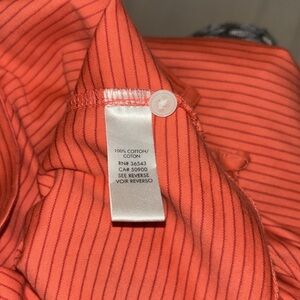 100% COTTON/
COTON
RN# 36543
CA# 50900
SEE REVERSE
VOIR REVERSO